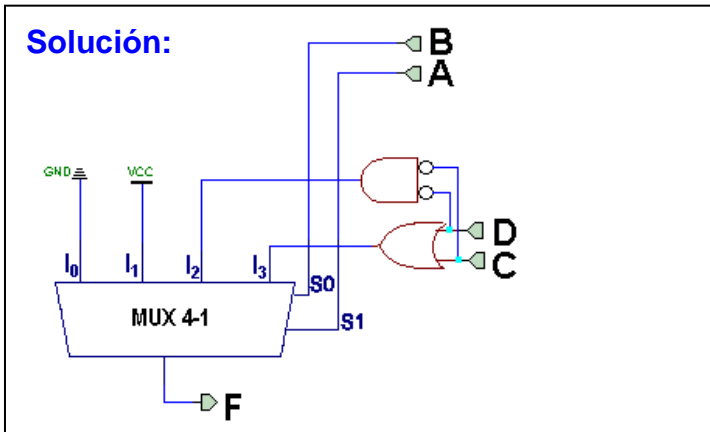 Solución:
B
A
GND
VCC
D
C
I0 I1 I2 I3
S0
MUX 4-1
S1
F